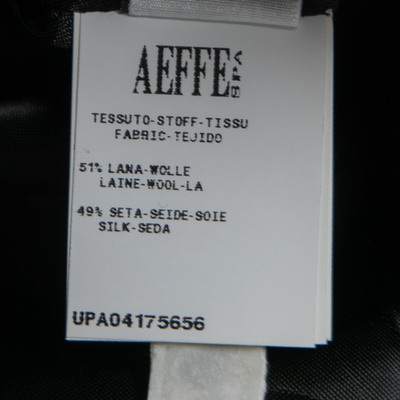 AEFFE SPA
TESSUTO-STOFF-TISSU
FABRIC-TEJIDO
51% LANA-WOLLE
LAINE-WOOL-LA
49% SETA-SEIDE-SOIE
SILK-SEDA
UPA04175656